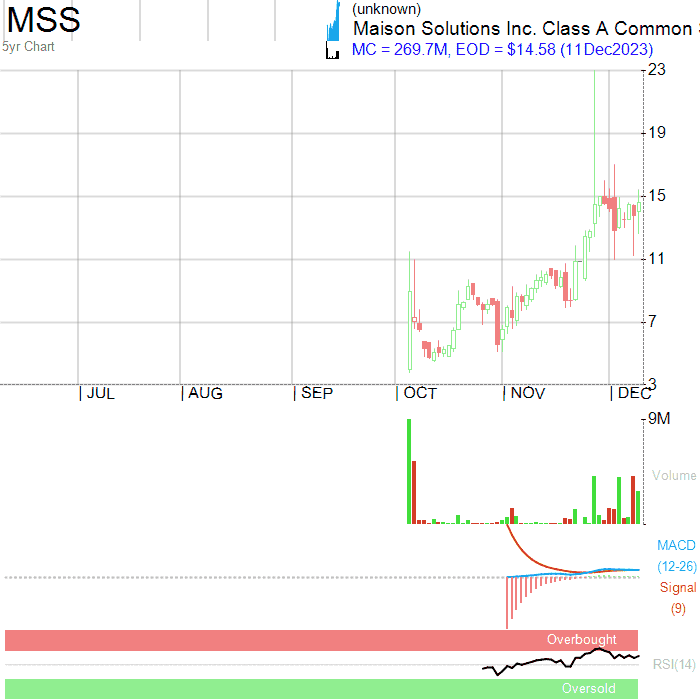 MSS
5yr Chart
(unknown)
Maison Solutions Inc. Class A Common
MC = 269.7M, EOD = $14.58 (11Dec2023)
23
19
15
11
7
3
JUL AUG SEP OCT NOV DEC
9M
Volume
MACD
(12-26)
Signal
(9)
Overbought
RSI(14)
Oversold